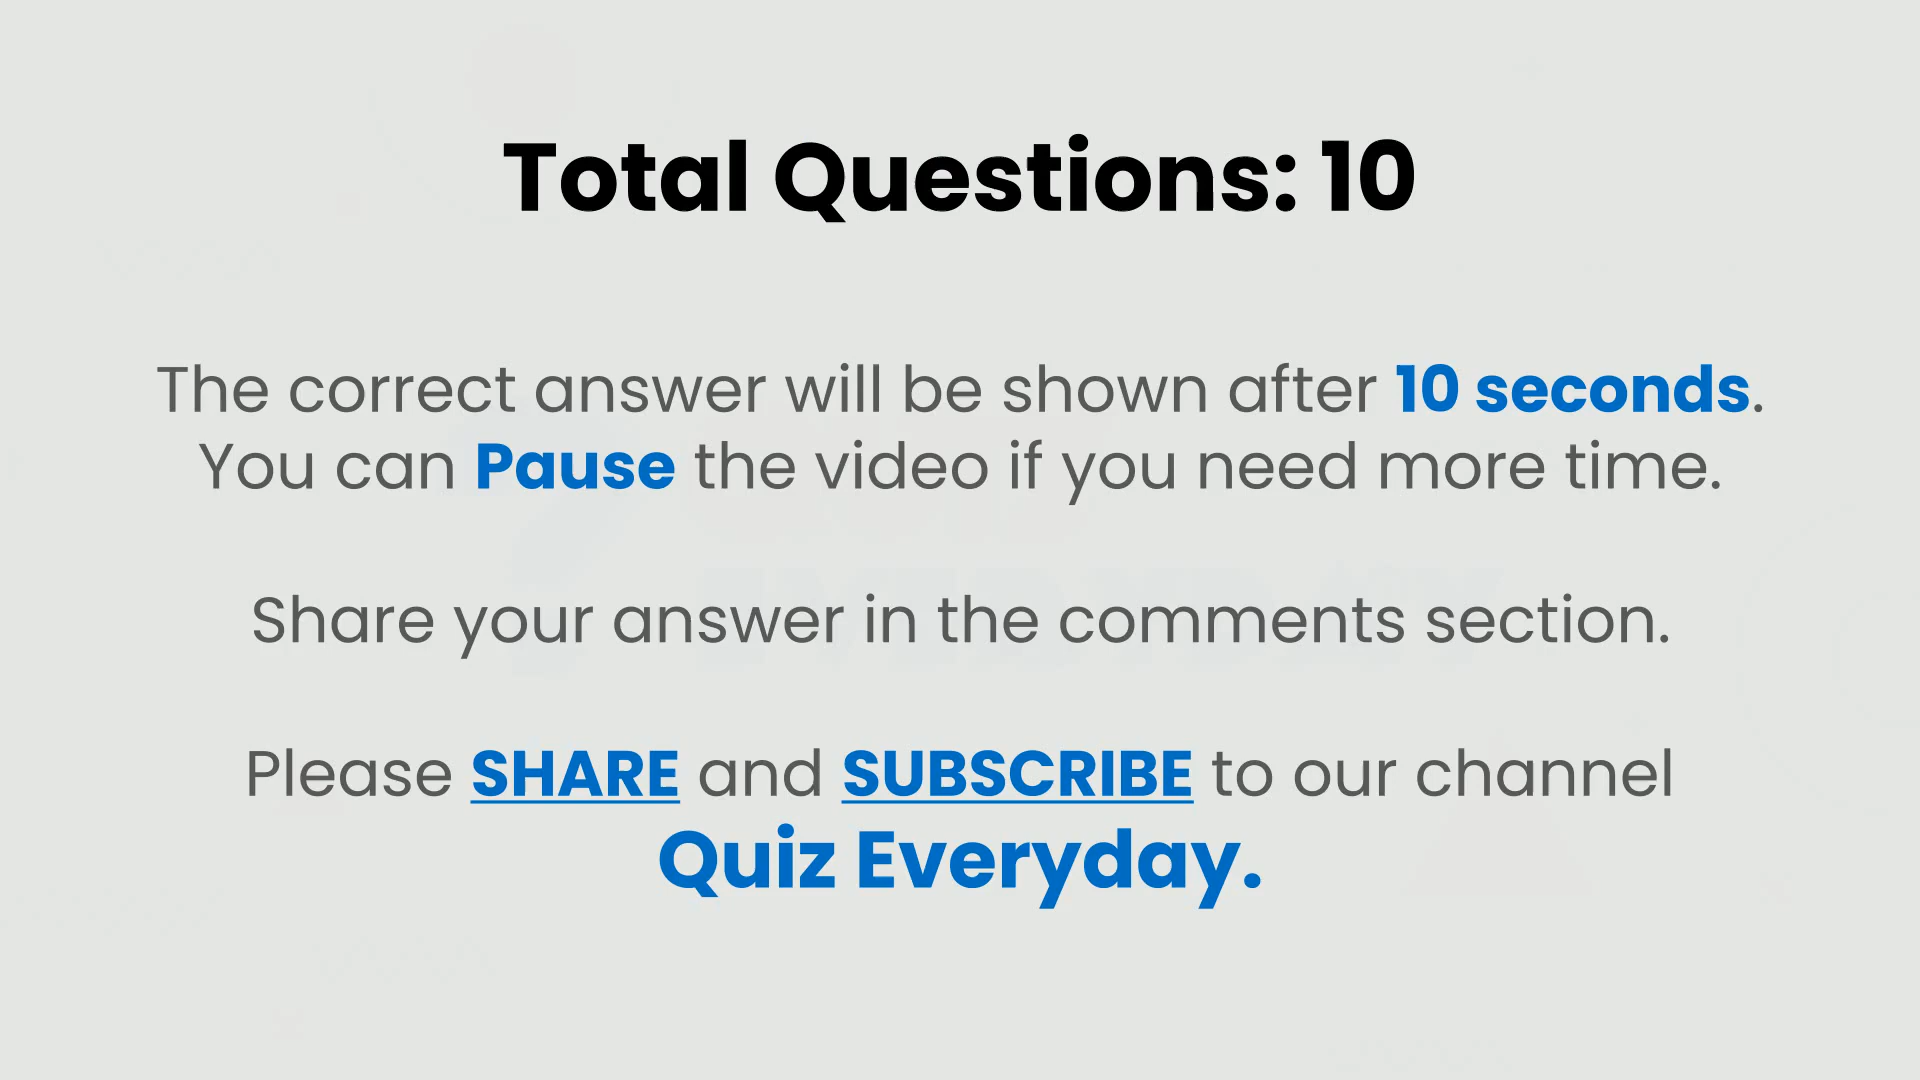 Total Questions: 10
The correct answer will be shown after 10 seconds.
You can Pause the video if you need more time.
Share your answer in the comments section.
Please SHARE and SUBSCRIBE to our channel
Quiz Everyday.